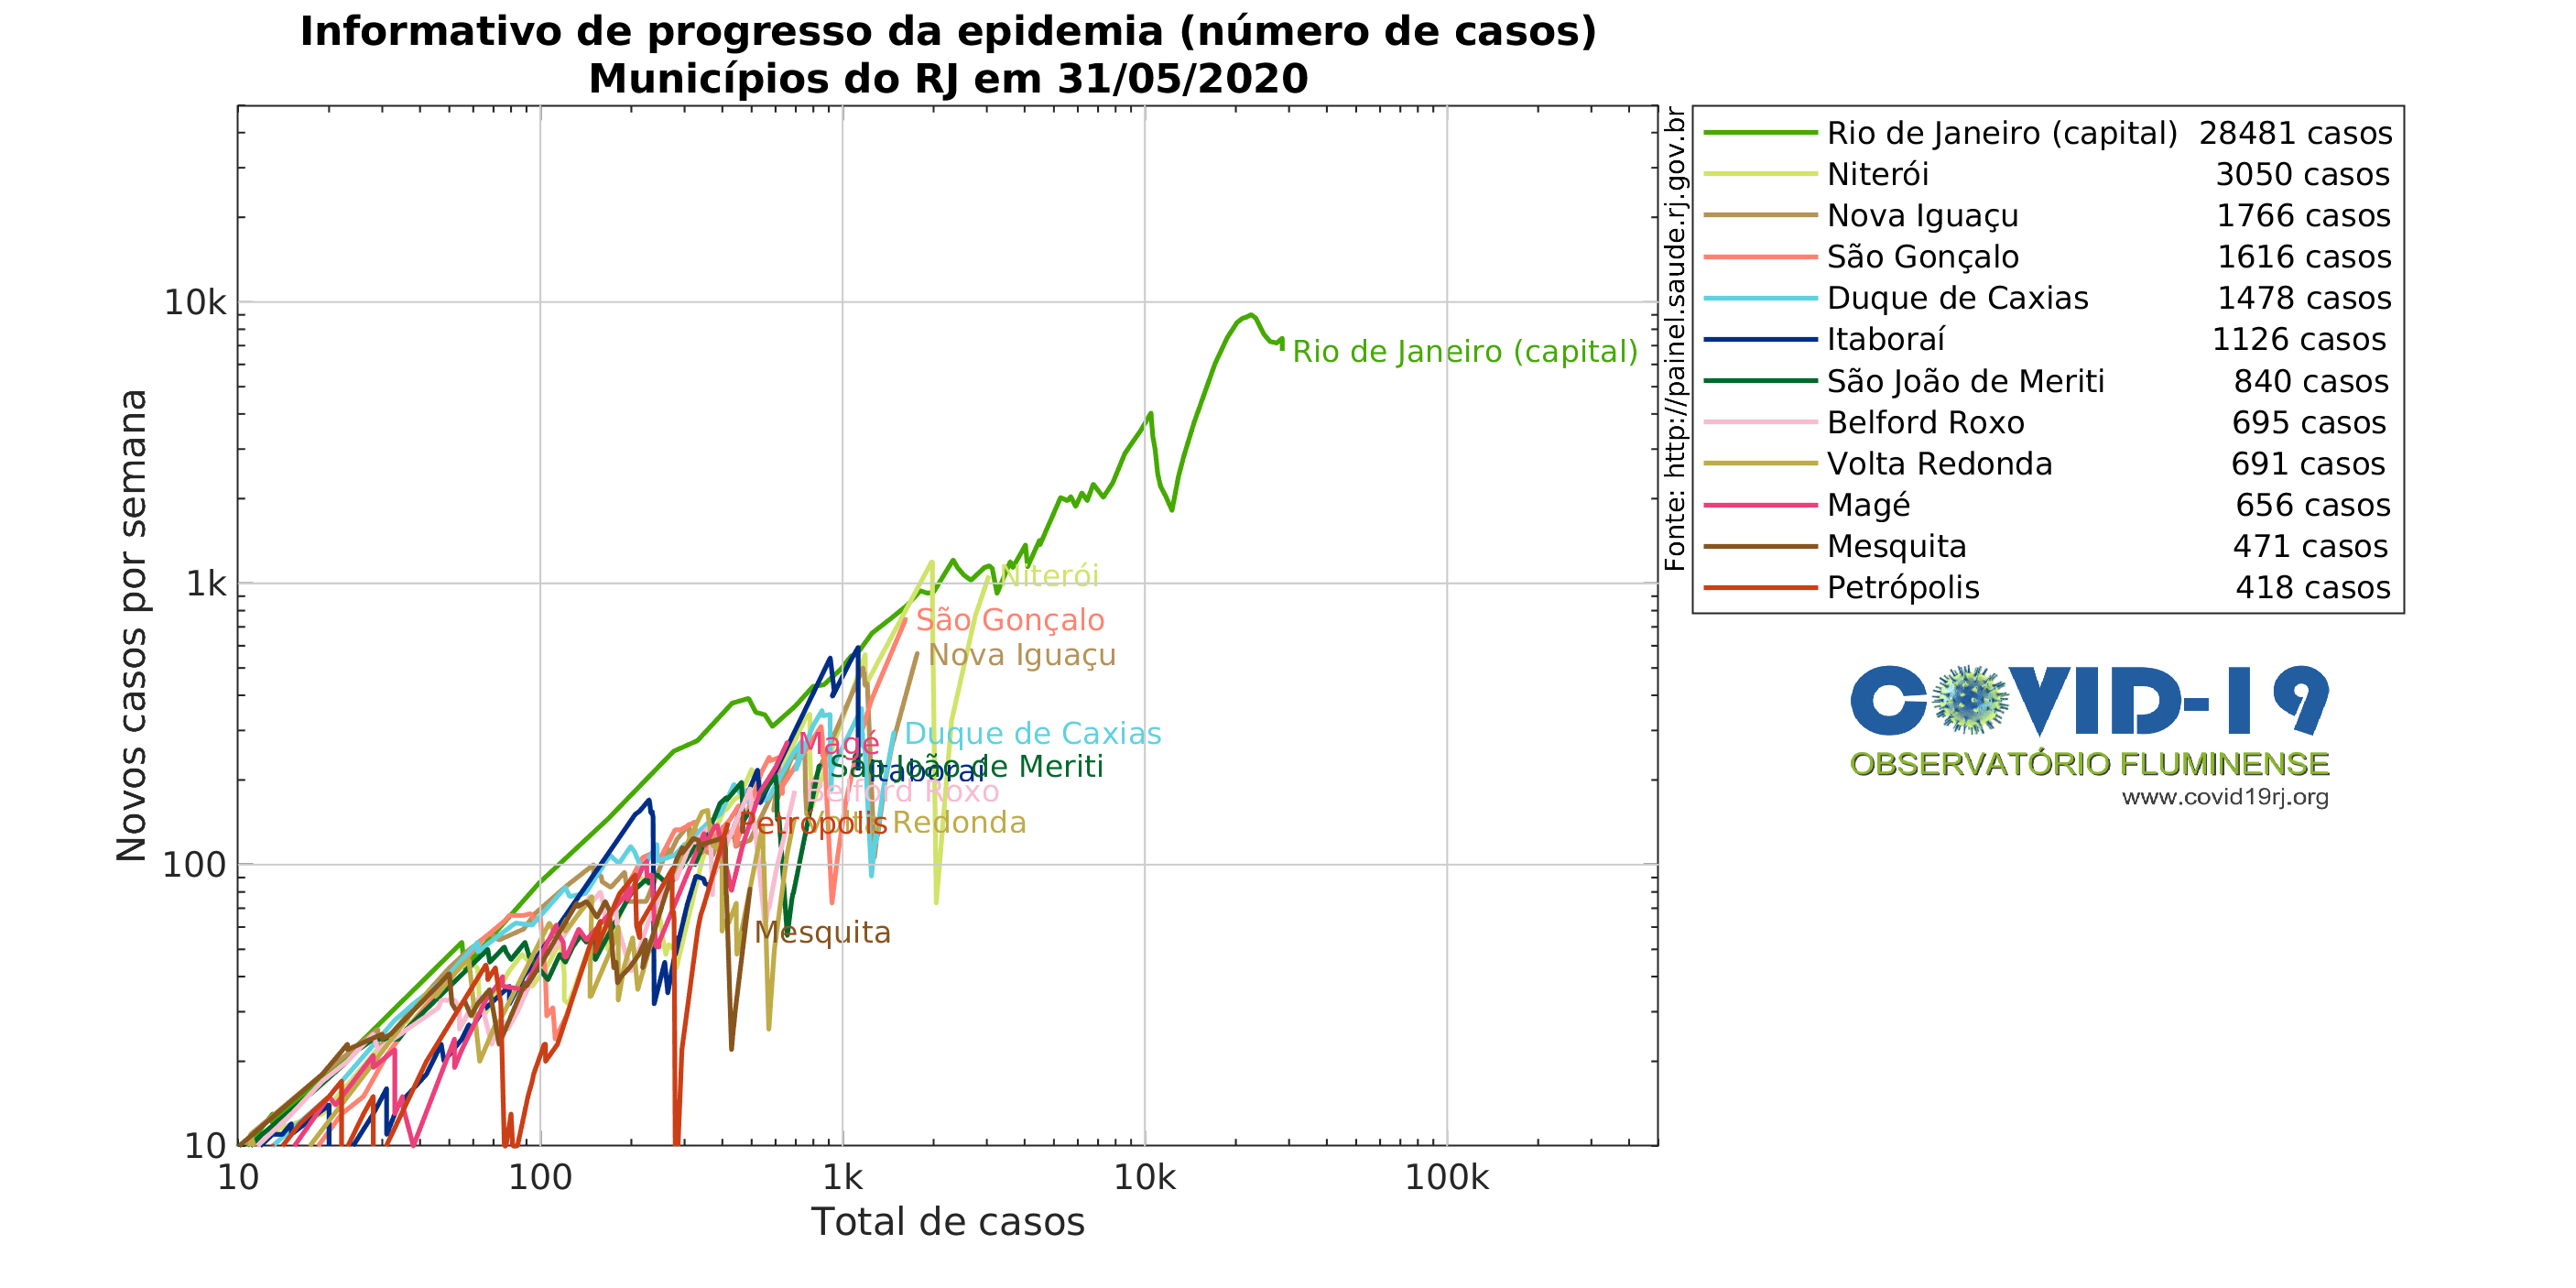 Informativo de progresso da epidemia (número de casos)
Municípios do RJ em 31/05/2020
Novos casos por semana
10k
1k
100
10
10 100 1k 10k 100k
Total de casos
Rio de Janeiro (capital)
Niterói
São Gonçalo
Nova Iguaçu
Duque de Caxias
Magé
São João de Meriti
Itaboraí
Belford Roxo
Petrópolis
Volta Redonda
Mesquita
Fonte: http://painel.saude.rj.gov.br
Rio de Janeiro (capital) 28481 casos
Niterói 3050 casos
Nova Iguaçu 1766 casos
São Gonçalo 1616 casos
Duque de Caxias 1478 casos
Itaboraí 1126 casos
São João de Meriti 840 casos
Belford Roxo 695 casos
Volta Redonda 691 casos
Magé 656 casos
Mesquita 471 casos
Petrópolis 418 casos
COVID-19
OBSERVATÓRIO FLUMINENSE
www.covid19rj.org